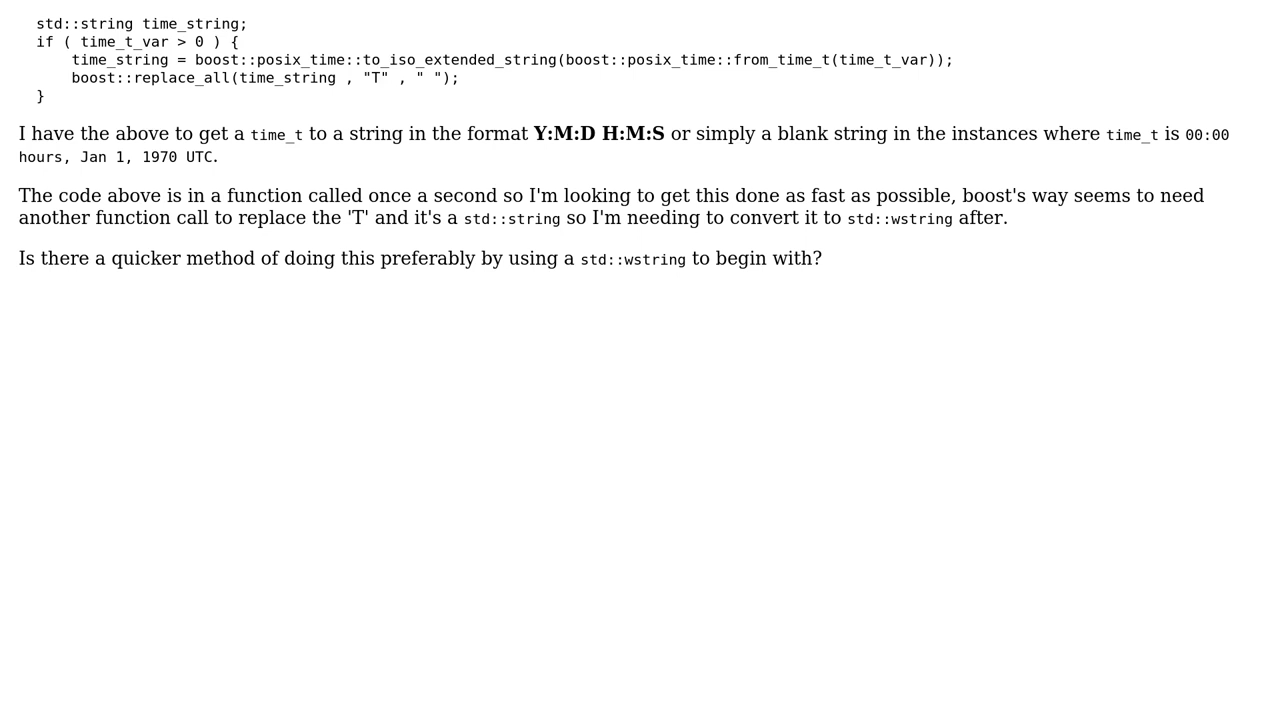 std::string time_string;
if ( time_t_var > 0 ) {
    time_string = boost::posix_time::to_iso_extended_string(boost::posix_time::from_time_t(time_t_var));
    boost::replace_all(time_string , "T" , " ");
}
I have the above to get a time_t to a string in the format Y:M:D H:M:S or simply a blank string in the instances where time_t is 00:00
hours, Jan 1, 1970 UTC.
The code above is in a function called once a second so I'm looking to get this done as fast as possible, boost's way seems to need
another function call to replace the 'T' and it's a std::string so I'm needing to convert it to std::wstring after.
Is there a quicker method of doing this preferably by using a std::wstring to begin with?